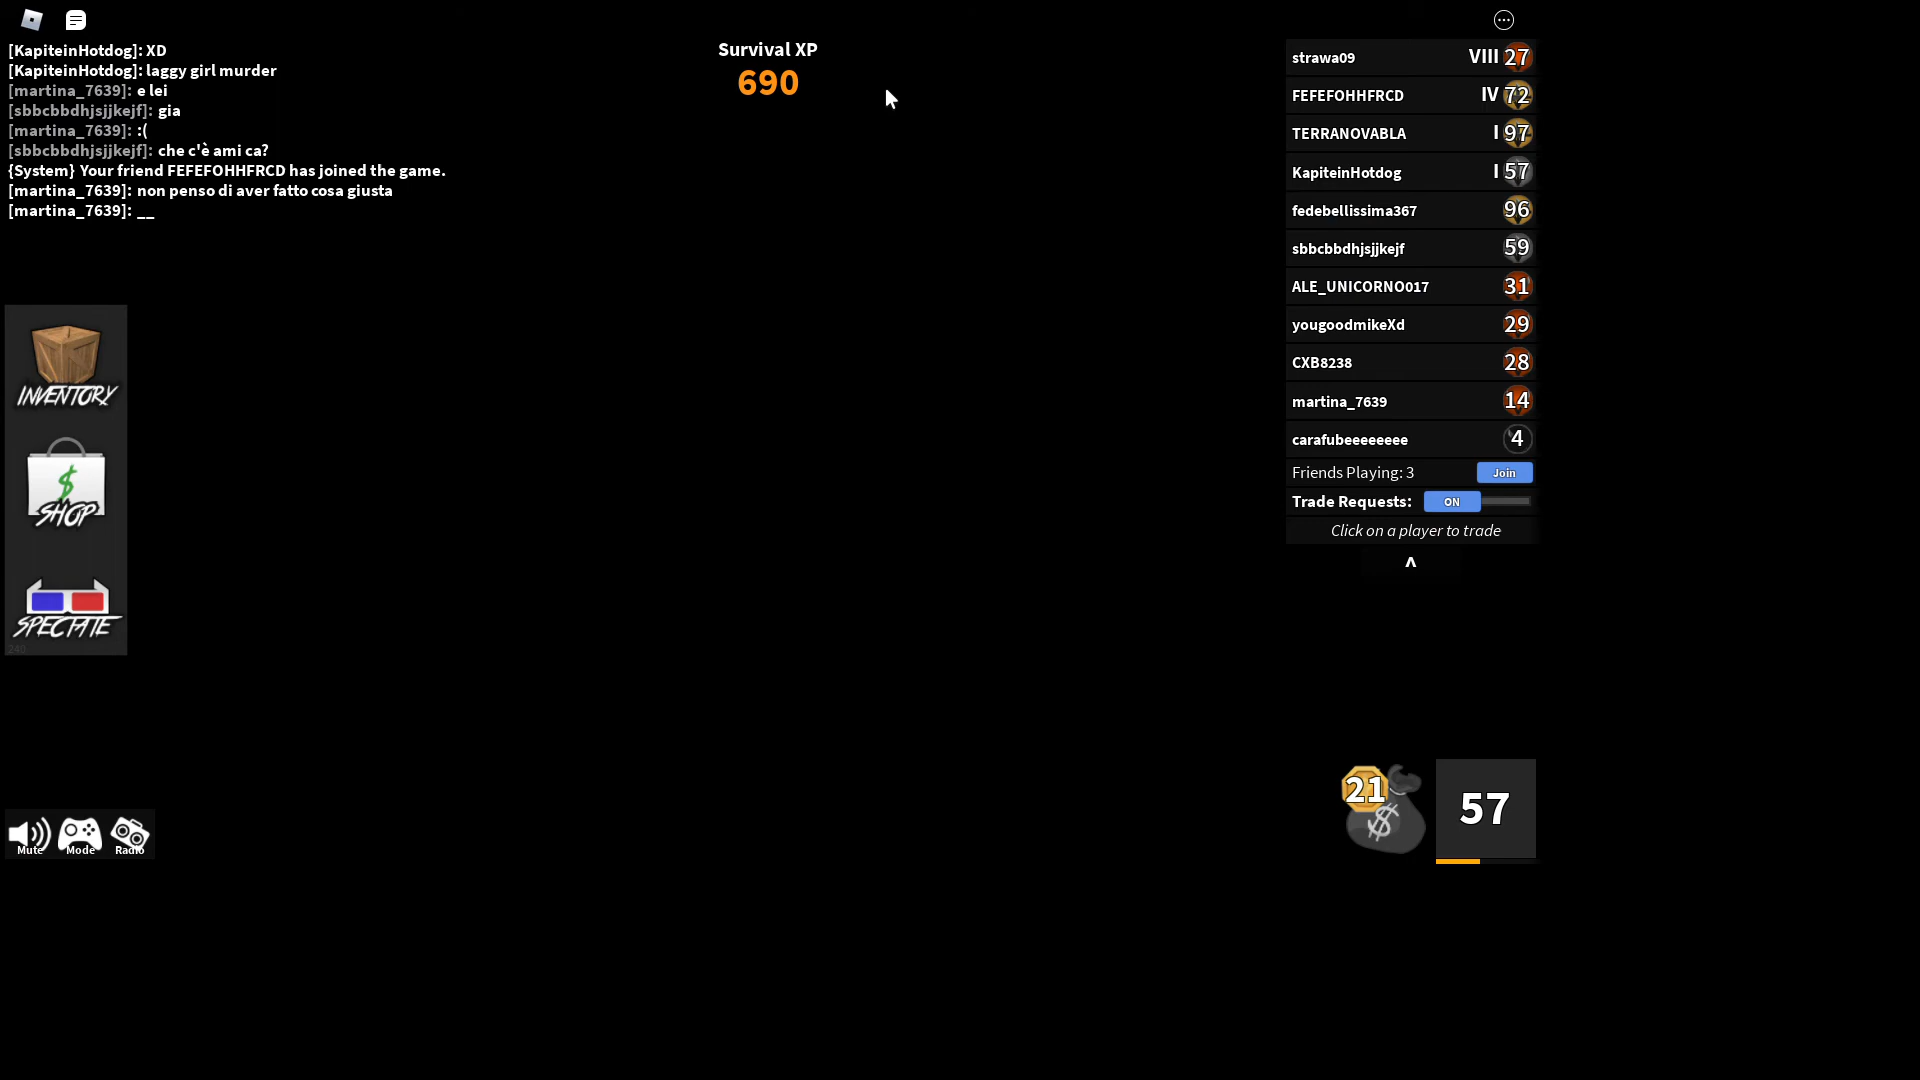 [KapiteinHotdog]: XD
[KapiteinHotdog]: laggy girl murder
[martina_7639]: e lei
[sbbcbbdhjsjjkejf]: gia
[martina_7639]: :(
[sbbcbbdhjsjjkejf]: che c'è ami ca?
{System} Your friend FEFEFOHHFRCD has joined the game.
[martina_7639]: non penso di aver fatto cosa giusta
[martina_7639]: __
Survival XP
690
strawa09 VIII 27
FEFEFOHHFRCD IV 72
TERRANOVABLA I 97
KapiteinHotdog I 57
fedebellissima367 96
sbbcbbdhjsjjkejf 59
ALE_UNICORNO017 31
yougoodmikeXd 29
CXB8238 28
martina_7639 14
carafubeeeeeeee 4
Friends Playing: 3 Join
Trade Requests: ON
Click on a player to trade
^
INVENTORY
$
SHOP
SPECTATE
240
Mute Mode Radio
21
$
57